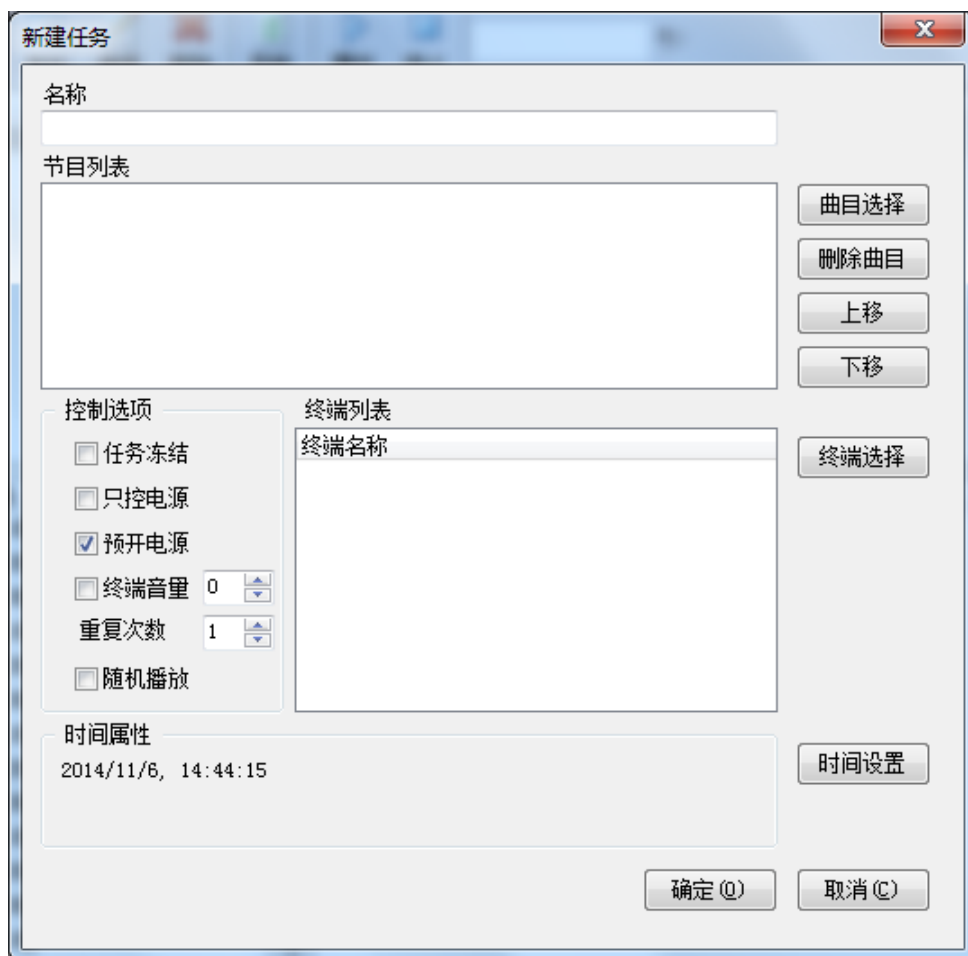 新建任务
名称
节目列表
曲目选择
删除曲目
上移
下移
控制选项
终端列表
任务冻结
终端名称
终端选择
只控电源
预开电源
终端音量 0
重复次数 1
随机播放
时间属性
2014/11/6, 14:44:15
时间设置
确定(O) 取消(C)